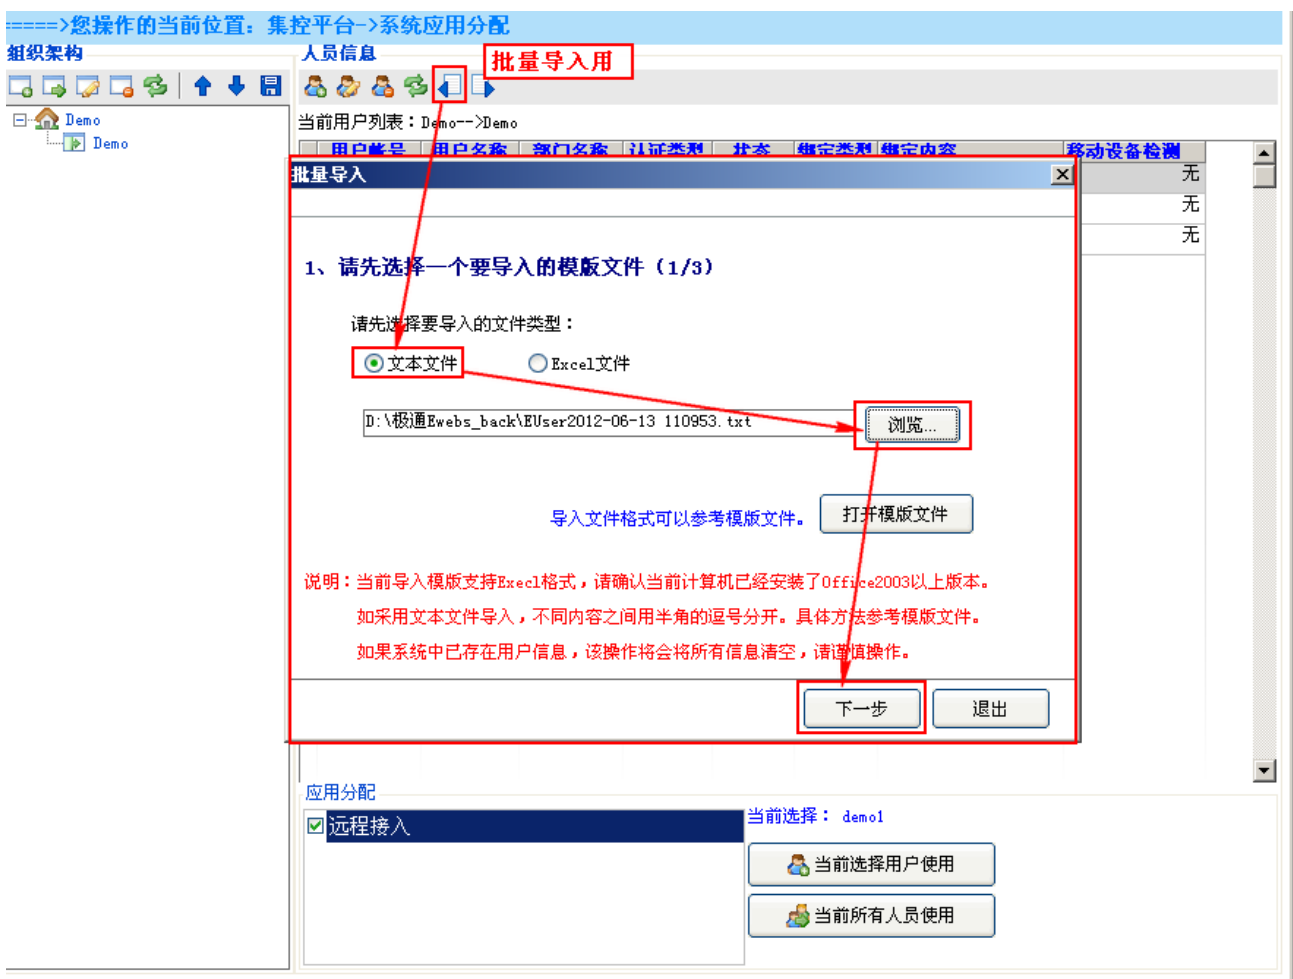 =====>您操作的当前位置：集控平台->系统应用分配
组织架构
人员信息
批量导入用
Demo
Demo
当前用户列表：Demo-->Demo
用户帐号 用户名称 部门名称 认证类型 状态 绑定类型 绑定内容 移动设备检测
无
无
无
批量导入
1、请先选择一个要导入的模版文件（1/3）
请先选择要导入的文件类型：
文本文件 Excel文件
D:\极通Ewebs_back\EUser2012-06-13 110953.txt
浏览...
导入文件格式可以参考模版文件。
打开模版文件
说明：当前导入模版支持Execl格式，请确认当前计算机已经安装了Office2003以上版本。
如采用文本文件导入，不同内容之间用半角的逗号分开。具体方法参考模版文件。
如果系统中已存在用户信息，该操作将会将所有信息清空，请谨慎操作。
下一步 退出
应用分配
远程接入
当前选择： demo1
当前选择用户使用
当前所有人员使用